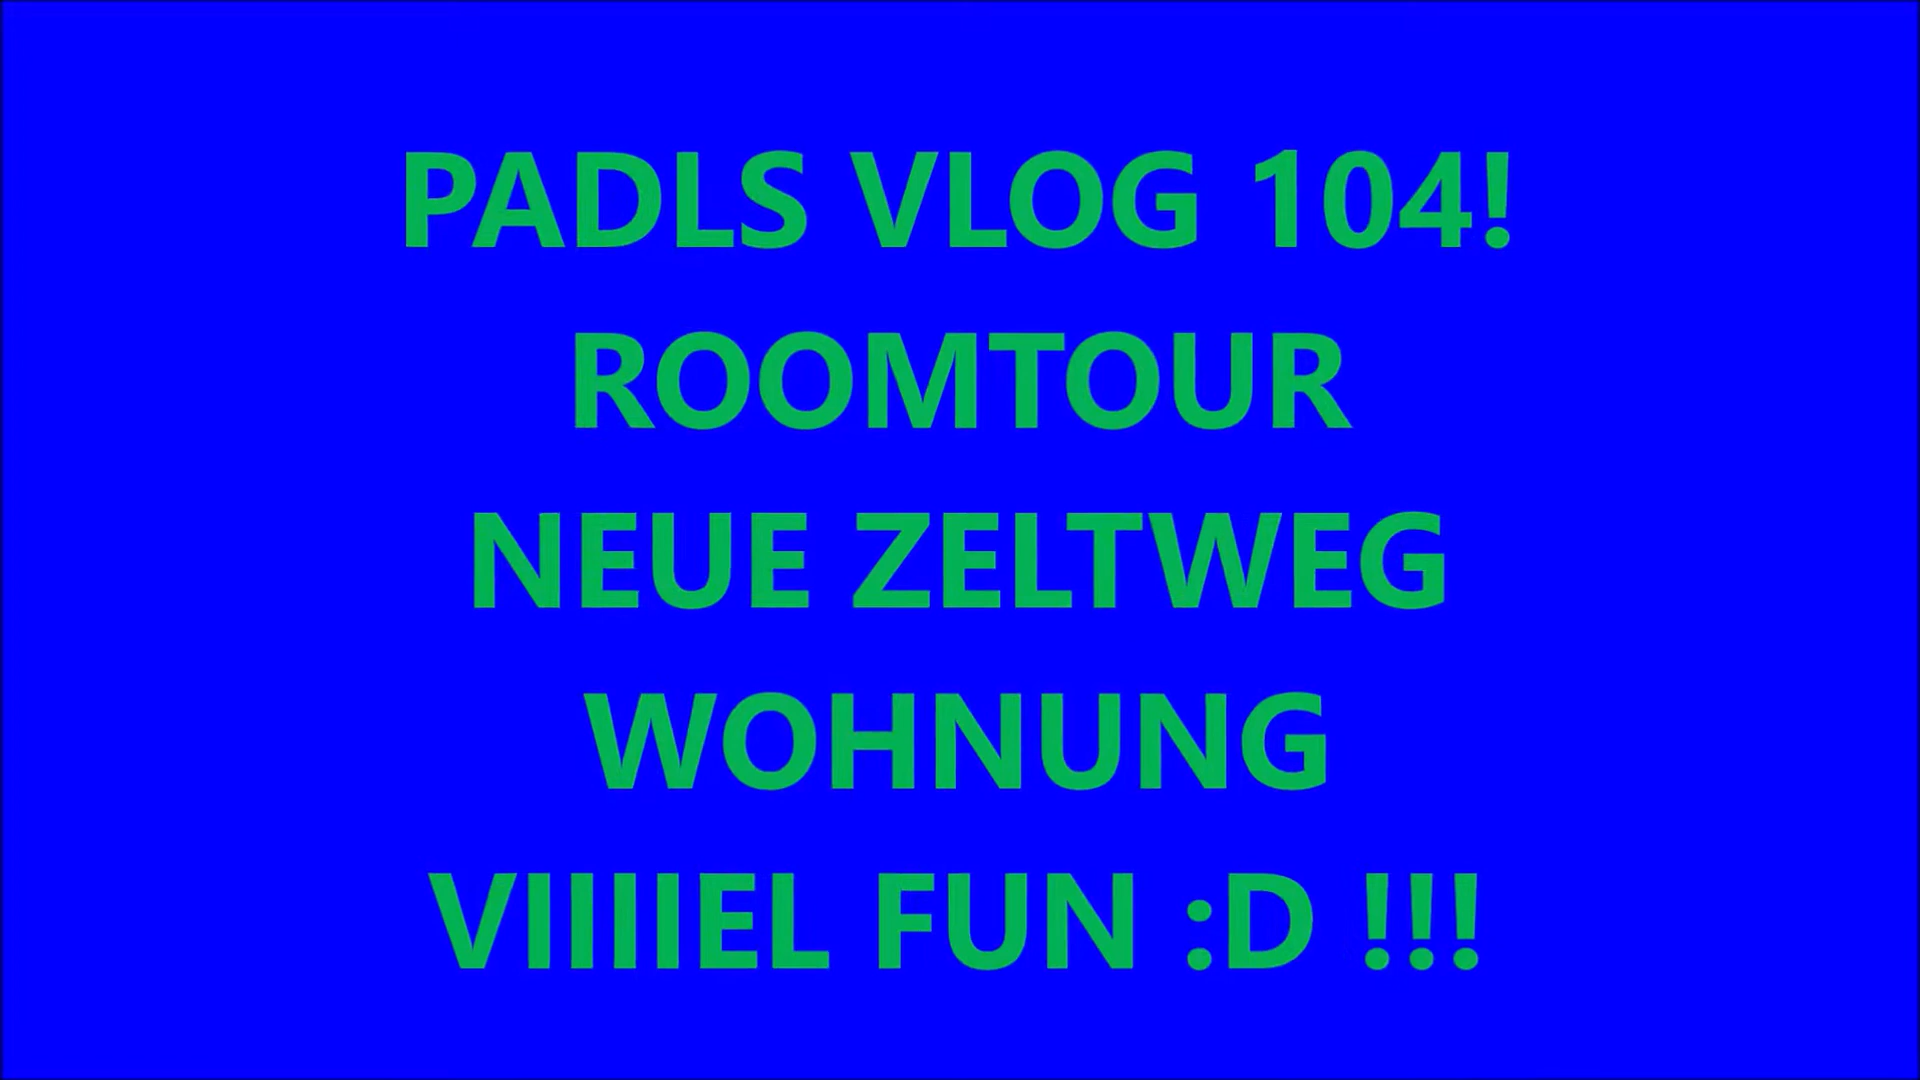 PADLS VLOG 104!
ROOMTOUR
NEUE ZELTWEG
WOHNUNG
VIIIIEL FUN :D !!!